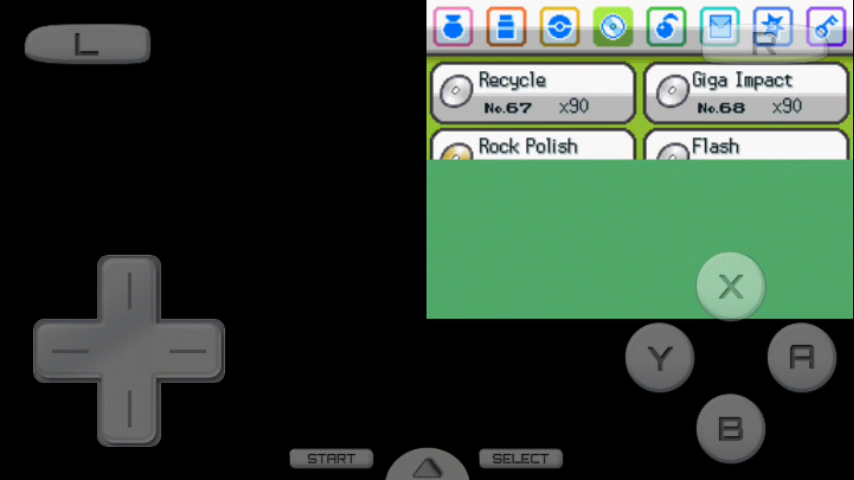 L
R
Recycle
Giga Impact
No.67 x90
No.68 x90
Rock Polish
Flash
X
Y
A
B
START
SELECT